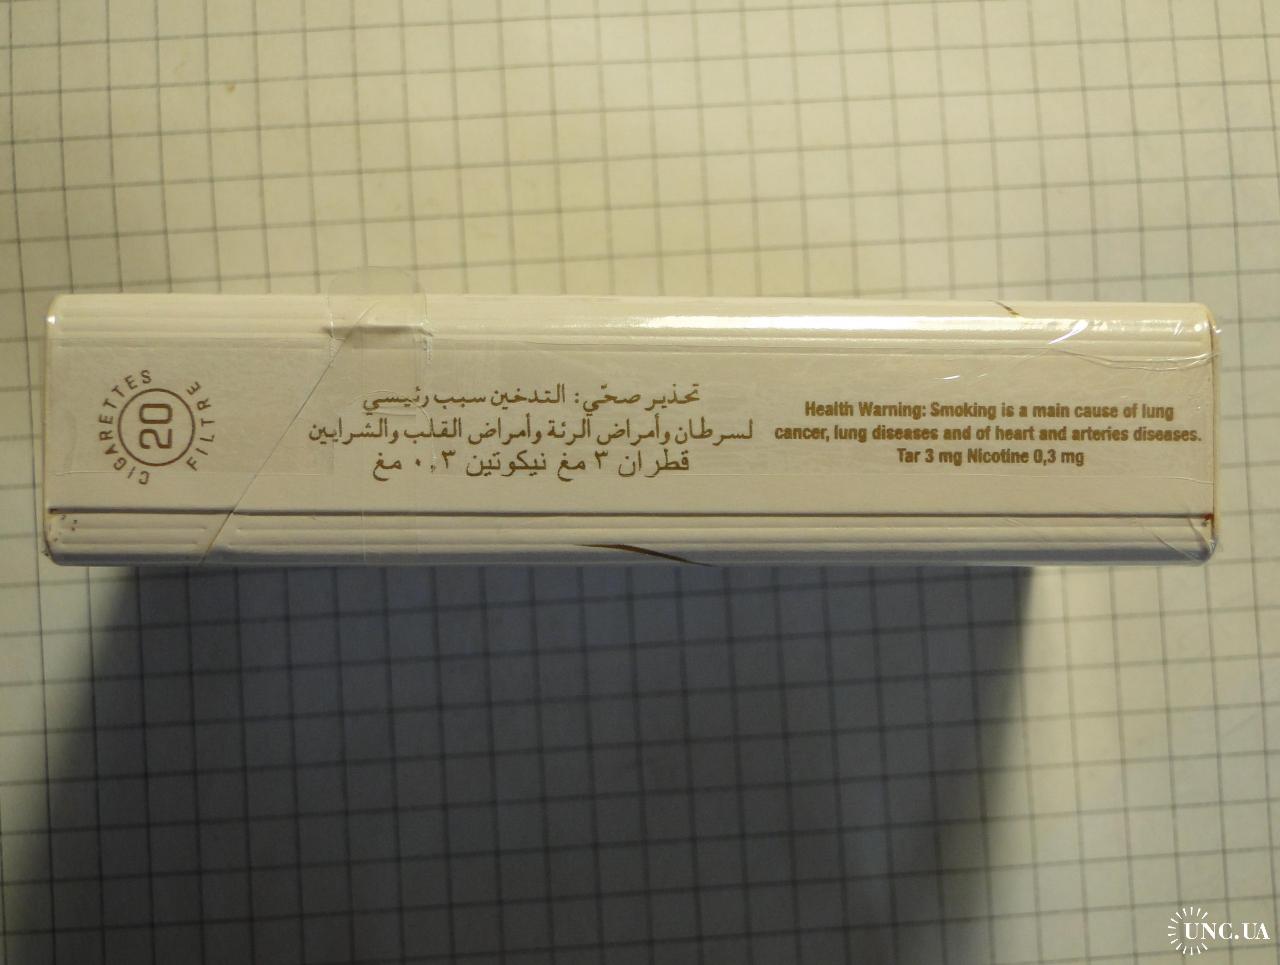 CIGARETTES
20
FILTRE
تحذير صحّي: التدخين سبب رئيسي
لسرطان وأمراض الرئة وأمراض القلب والشرايين
قطران ٣ مغ نيكوتين ٠,٣ مغ
Health Warning: Smoking is a main cause of lung
cancer, lung diseases and of heart and arteries diseases.
Tar 3 mg Nicotine 0,3 mg
UNC.UA